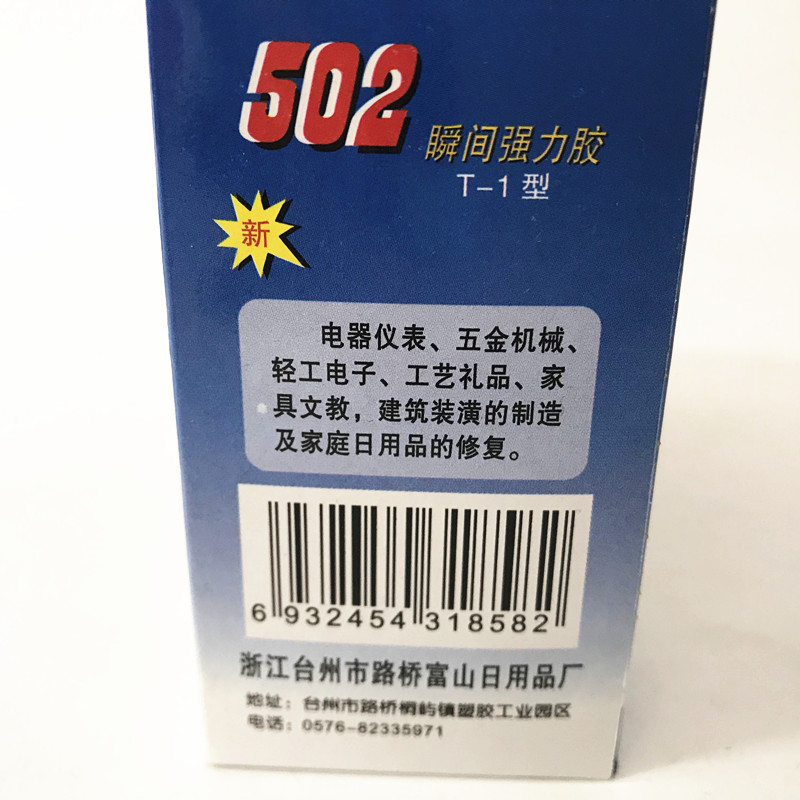 502
瞬间强力胶
T-1型
新
电器仪表、五金机械、
轻工电子、工艺礼品、家
具文教，建筑装潢的制造
及家庭日用品的修复。
6 932454 318582
浙江台州市路桥富山日用品厂
地址：台州市路桥桐屿镇塑胶工业园区
电话：0576-82335971